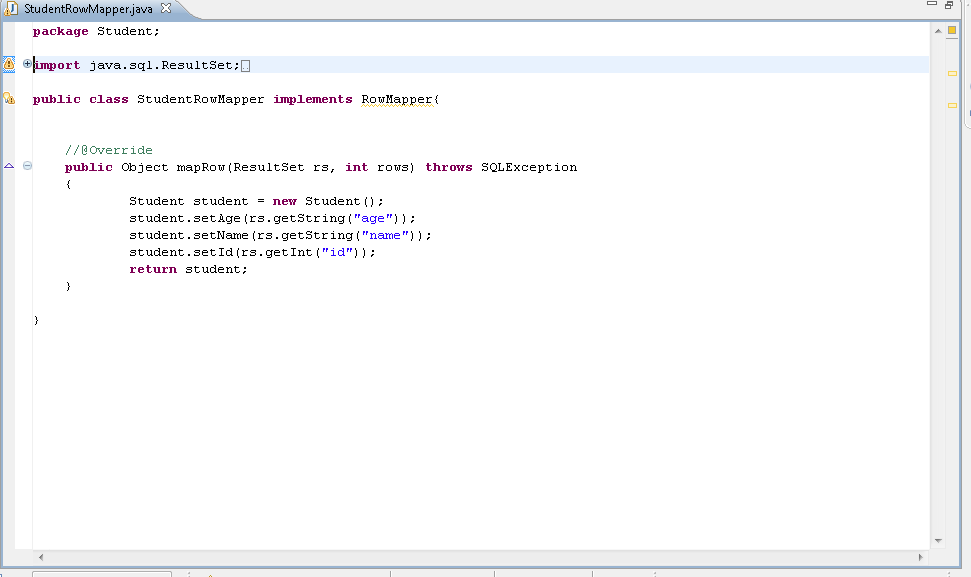 StudentRowMapper.java
package Student;
import java.sql.ResultSet;
public class StudentRowMapper implements RowMapper{
//@Override
public Object mapRow(ResultSet rs, int rows) throws SQLException
{
Student student = new Student();
student.setAge(rs.getString("age"));
student.setName(rs.getString("name"));
student.setId(rs.getInt("id"));
return student;
}
}